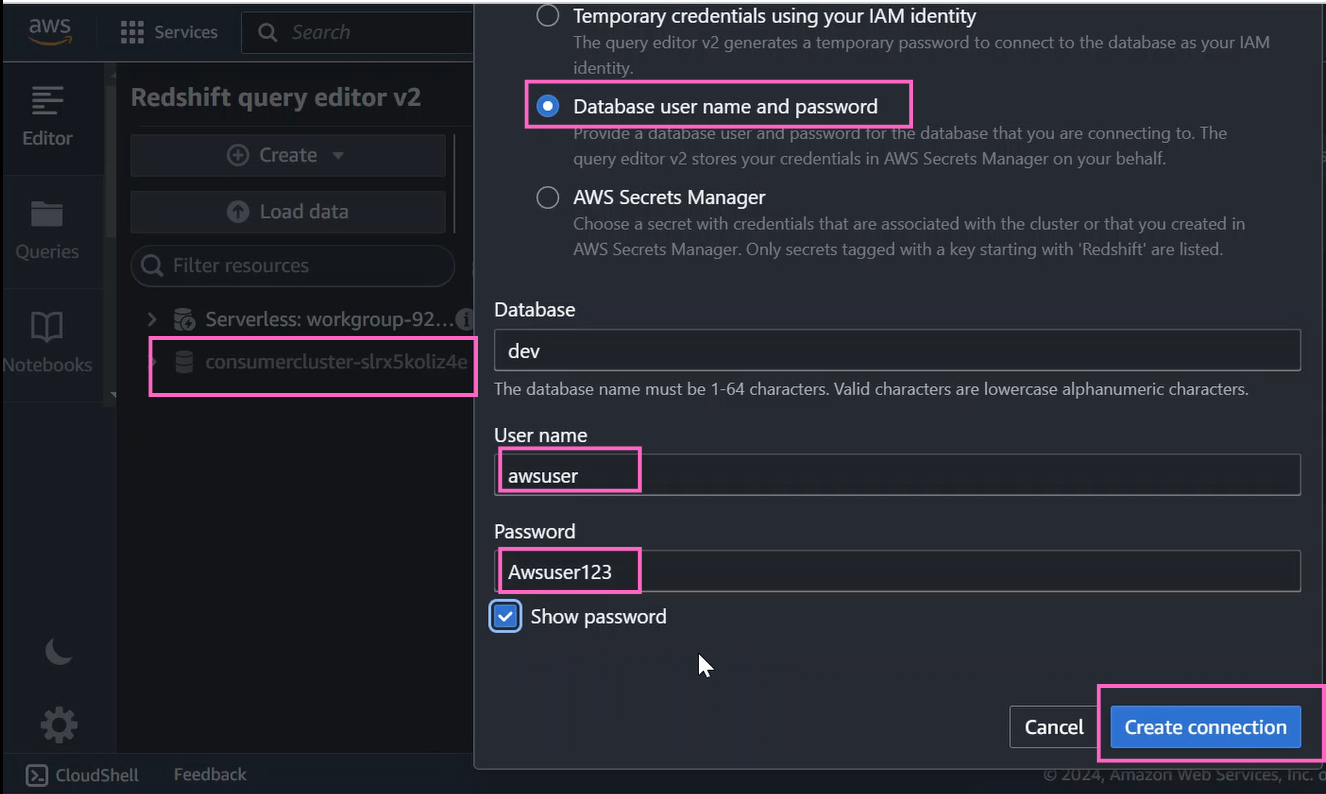 aws
Services
Search
Editor
Queries
Notebooks
Redshift query editor v2
Create
Load data
Filter resources
Serverless: workgroup-92...
consumercluster-slrx5koliz4e
Temporary credentials using your IAM identity
The query editor v2 generates a temporary password to connect to the database as your IAM
identity.
Database user name and password
Provide a database user and password for the database that you are connecting to. The
query editor v2 stores your credentials in AWS Secrets Manager on your behalf.
AWS Secrets Manager
Choose a secret with credentials that are associated with the cluster or that you created in
AWS Secrets Manager. Only secrets tagged with a key starting with 'Redshift' are listed.
Database
dev
The database name must be 1-64 characters. Valid characters are lowercase alphanumeric characters.
User name
awsuser
Password
Awsuser123
Show password
Cancel
Create connection
CloudShell
Feedback
© 2024, Amazon Web Services, Inc.